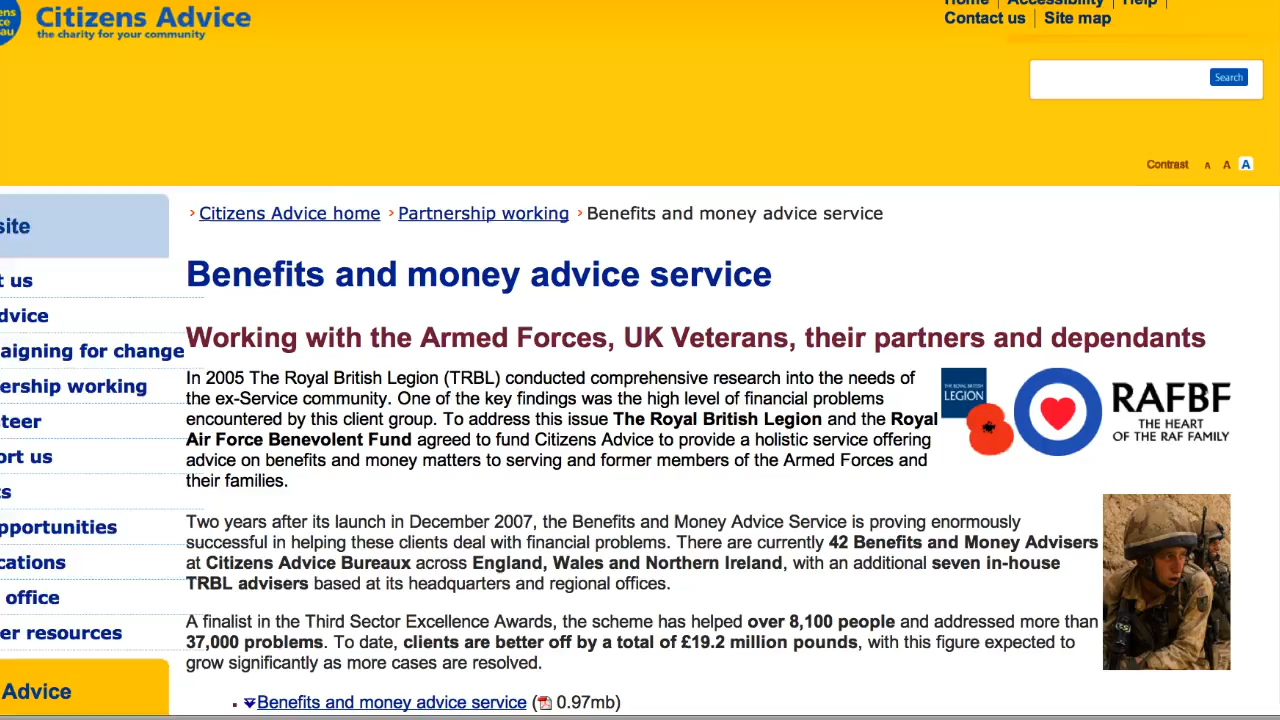 Citizens Advice
the charity for your community
Home | Accessibility | Help |
Contact us | Site map
Search
Contrast A A A
site
› Citizens Advice home › Partnership working › Benefits and money advice service
t us
dvice
aigning for change
ership working
teer
ort us
ts
pportunities
cations
office
er resources
Advice
Benefits and money advice service
Working with the Armed Forces, UK Veterans, their partners and dependants
In 2005 The Royal British Legion (TRBL) conducted comprehensive research into the needs of
the ex-Service community. One of the key findings was the high level of financial problems
encountered by this client group. To address this issue The Royal British Legion and the Royal
Air Force Benevolent Fund agreed to fund Citizens Advice to provide a holistic service offering
advice on benefits and money matters to serving and former members of the Armed Forces and
their families.
THE ROYAL BRITISH
LEGION
RAFBF
THE HEART
OF THE RAF FAMILY
Two years after its launch in December 2007, the Benefits and Money Advice Service is proving enormously
successful in helping these clients deal with financial problems. There are currently 42 Benefits and Money Advisers
at Citizens Advice Bureaux across England, Wales and Northern Ireland, with an additional seven in-house
TRBL advisers based at its headquarters and regional offices.
A finalist in the Third Sector Excellence Awards, the scheme has helped over 8,100 people and addressed more than
37,000 problems. To date, clients are better off by a total of £19.2 million pounds, with this figure expected to
grow significantly as more cases are resolved.
Benefits and money advice service (0.97mb)